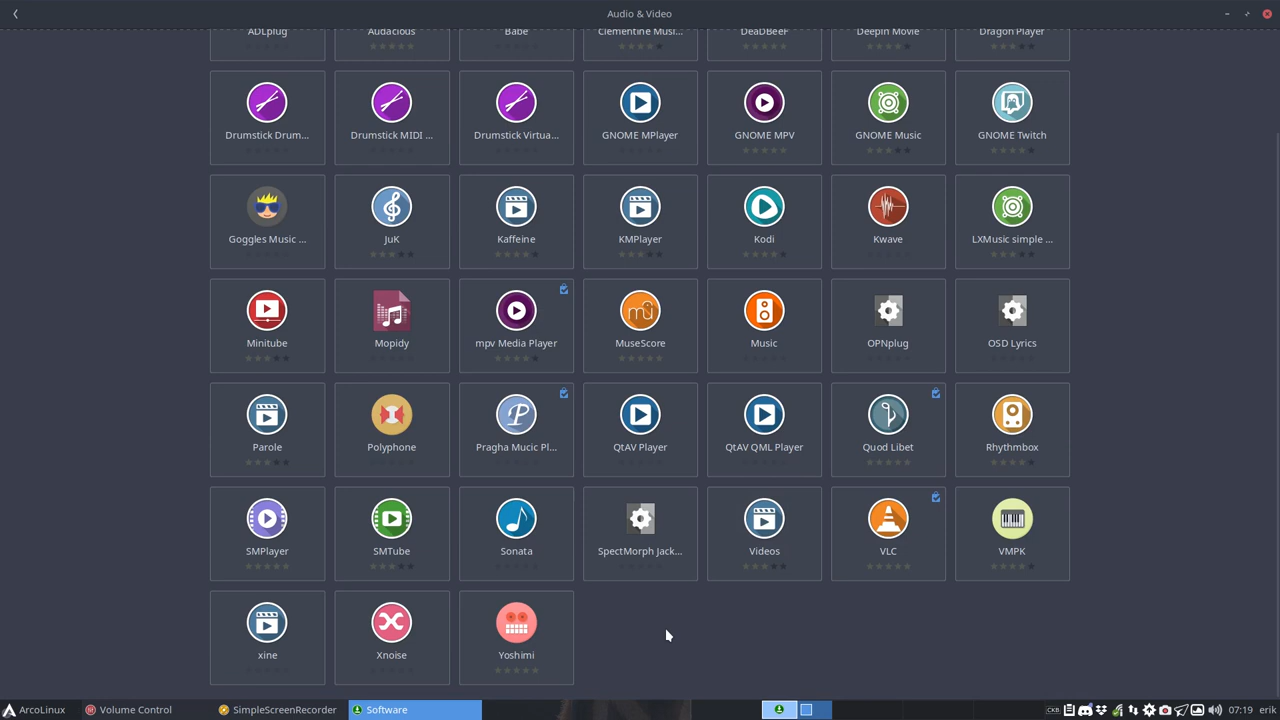 Audio & Video
ADLplug Audacious Babe Clementine Musi... DeaDBeeF Deepin Movie Dragon Player
Drumstick Drum... Drumstick MIDI ... Drumstick Virtua... GNOME MPlayer GNOME MPV GNOME Music GNOME Twitch
Goggles Music ... JuK Kaffeine KMPlayer Kodi Kwave LXMusic simple ...
mu
Minitube Mopidy mpv Media Player MuseScore Music OPNplug OSD Lyrics
Parole Polyphone Pragha Mucic Pl... QtAV Player QtAV QML Player Quod Libet Rhythmbox
SMPlayer SMTube Sonata SpectMorph Jack... Videos VLC VMPK
xine Xnoise Yoshimi
ArcoLinux Volume Control SimpleScreenRecorder Software CKB 07:19 erik